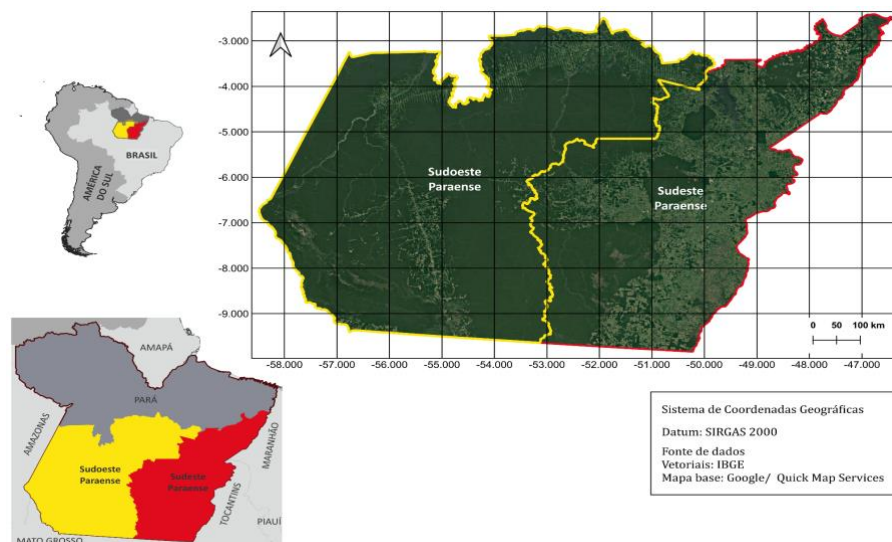 BRASIL
AMÉRICA
DO SUL
-3.000
-4.000
-5.000
-6.000
-7.000
-8.000
-9.000
Sudoeste
Paraense
Sudeste
Paraense
0 50 100 km
-58.000 -57.000 -56.000 -55.000 -54.000 -53.000 -52.000 -51.000 -50.000 -49.000 -48.000 -47.000
AMAPÁ
PARÁ
AMAZONAS
MARANHÃO
Sudoeste
Paraense
Sudeste
Paraense
TOCANTINS
PIAUÍ
MATO GROSSO
Sistema de Coordenadas Geográficas
Datum: SIRGAS 2000
Fonte de dados
Vetoriais: IBGE
Mapa base: Google/ Quick Map Services